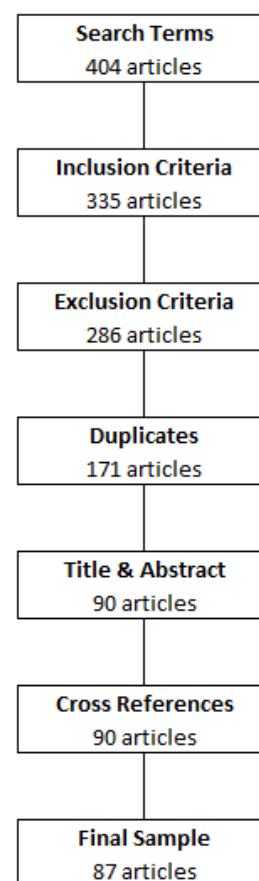 Search Terms
404 articles
Inclusion Criteria
335 articles
Exclusion Criteria
286 articles
Duplicates
171 articles
Title & Abstract
90 articles
Cross References
90 articles
Final Sample
87 articles